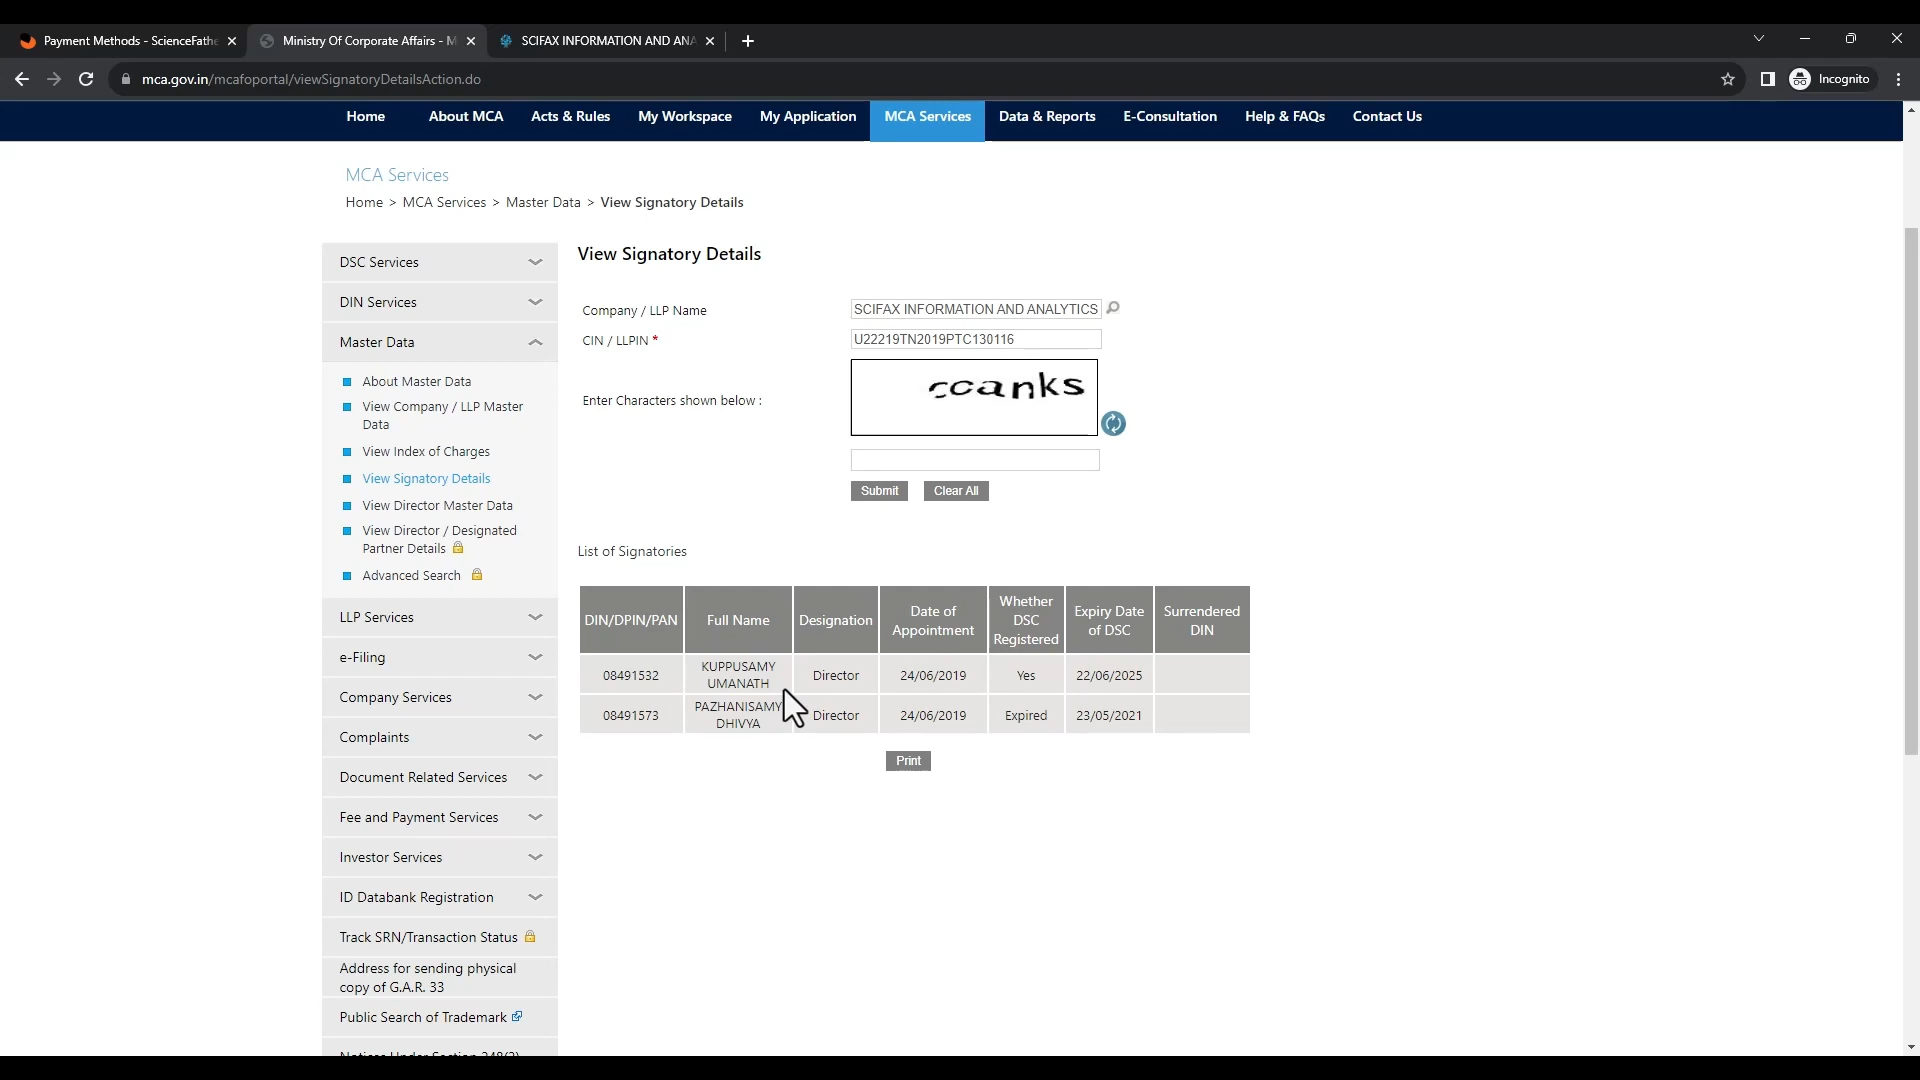 Payment Methods - ScienceFathe
Ministry Of Corporate Affairs - M
SCIFAX INFORMATION AND ANA
mca.gov.in/mcafoportal/viewSignatoryDetailsAction.do
Incognito
Home
About MCA
Acts & Rules
My Workspace
My Application
MCA Services
Data & Reports
E-Consultation
Help & FAQs
Contact Us
MCA Services
Home > MCA Services > Master Data > View Signatory Details
DSC Services
DIN Services
Master Data
About Master Data
View Company / LLP Master
Data
View Index of Charges
View Signatory Details
View Director Master Data
View Director / Designated
Partner Details
Advanced Search
LLP Services
e-Filing
Company Services
Complaints
Document Related Services
Fee and Payment Services
Investor Services
ID Databank Registration
Track SRN/Transaction Status
Address for sending physical
copy of G.A.R. 33
Public Search of Trademark
View Signatory Details
Company / LLP Name
SCIFAX INFORMATION AND ANALYTICS
CIN / LLPIN *
U22219TN2019PTC130116
Enter Characters shown below :
Submit
Clear All
List of Signatories
DIN/DPIN/PAN
Full Name
Designation
Date of
Appointment
Whether
DSC
Registered
Expiry Date
of DSC
Surrendered
DIN
08491532
KUPPUSAMY
UMANATH
Director
24/06/2019
Yes
22/06/2025
08491573
PAZHANISAMY
DHIVYA
Director
24/06/2019
Expired
23/05/2021
Print